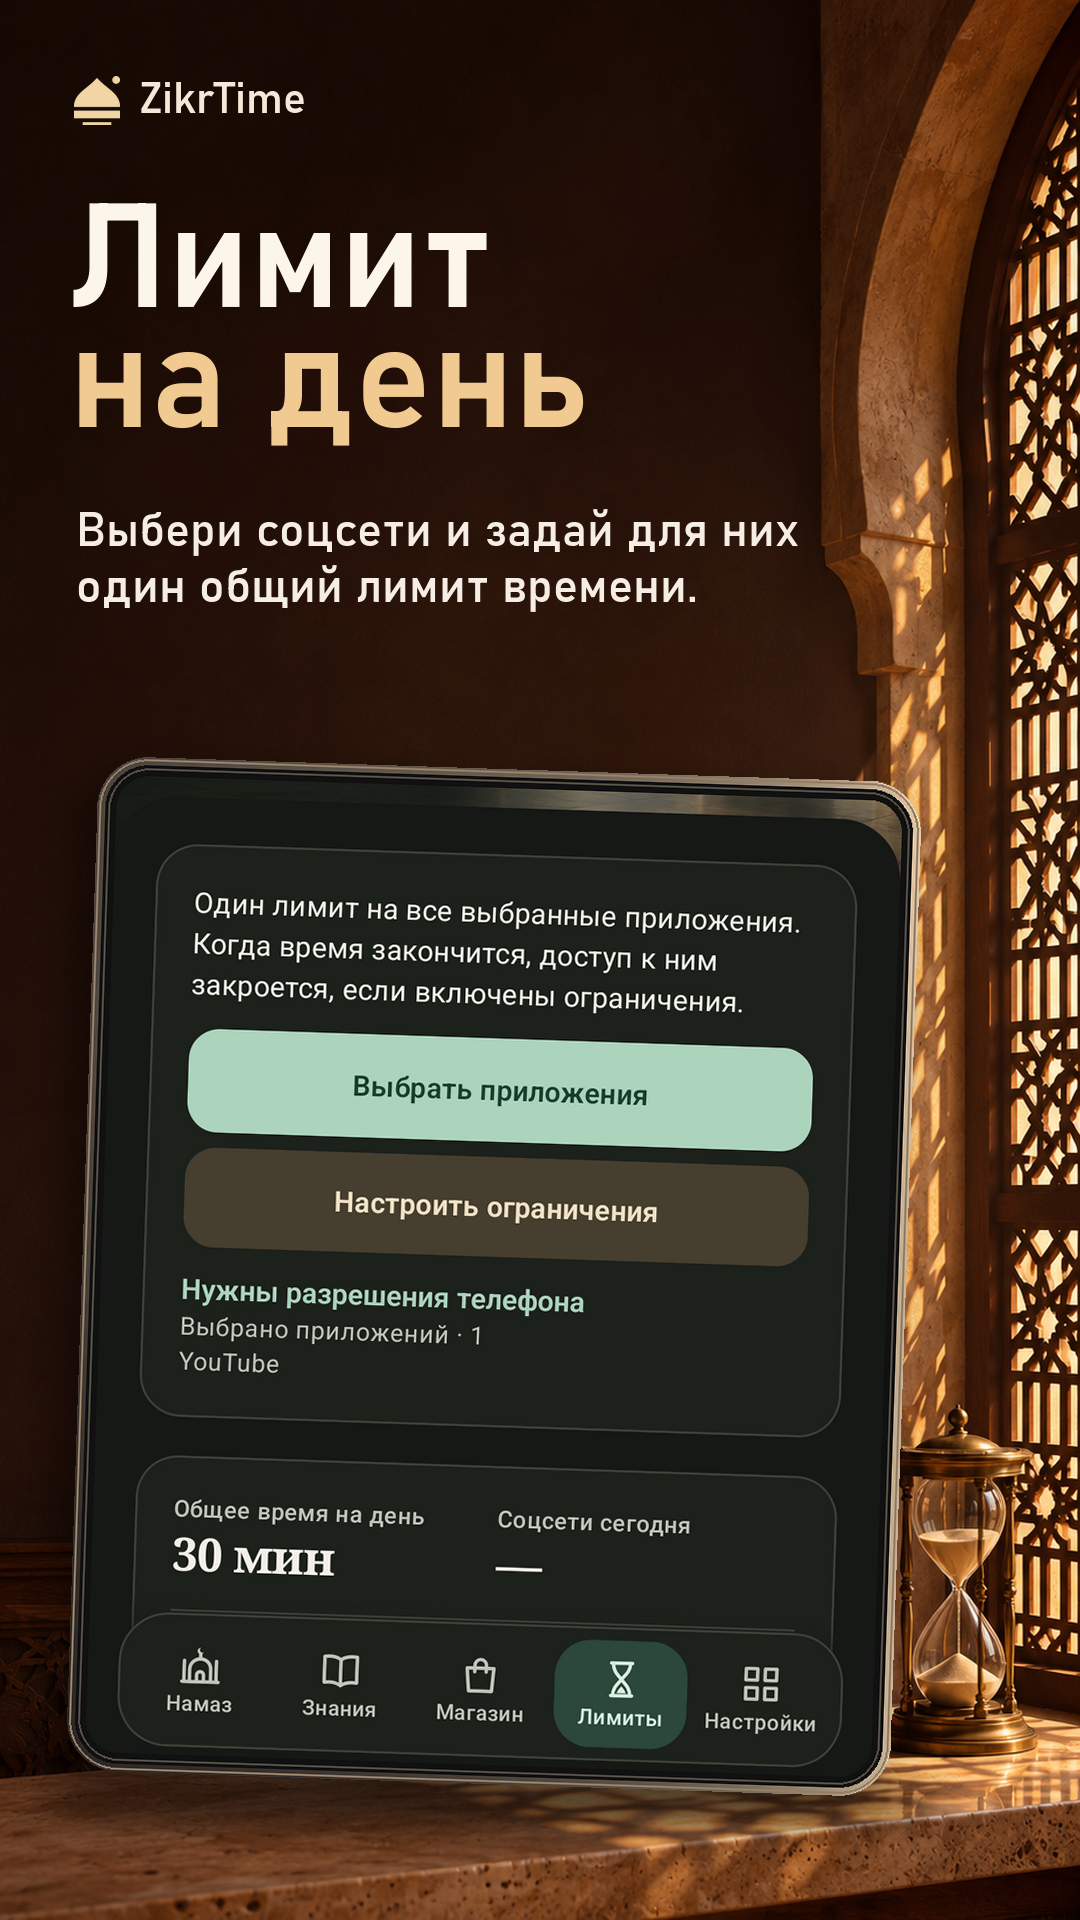 ZikrTime
Лимит
на день
Выбери соцсети и задай для них
один общий лимит времени.
Один лимит на все выбранные приложения.
Когда время закончится, доступ к ним
закроется, если включены ограничения.
Выбрать приложения
Настроить ограничения
Нужны разрешения телефона
Выбрано приложений · 1
YouTube
Общее время на день
30 мин
Соцсети сегодня
—
Намаз
Знания
Магазин
Лимиты
Настройки